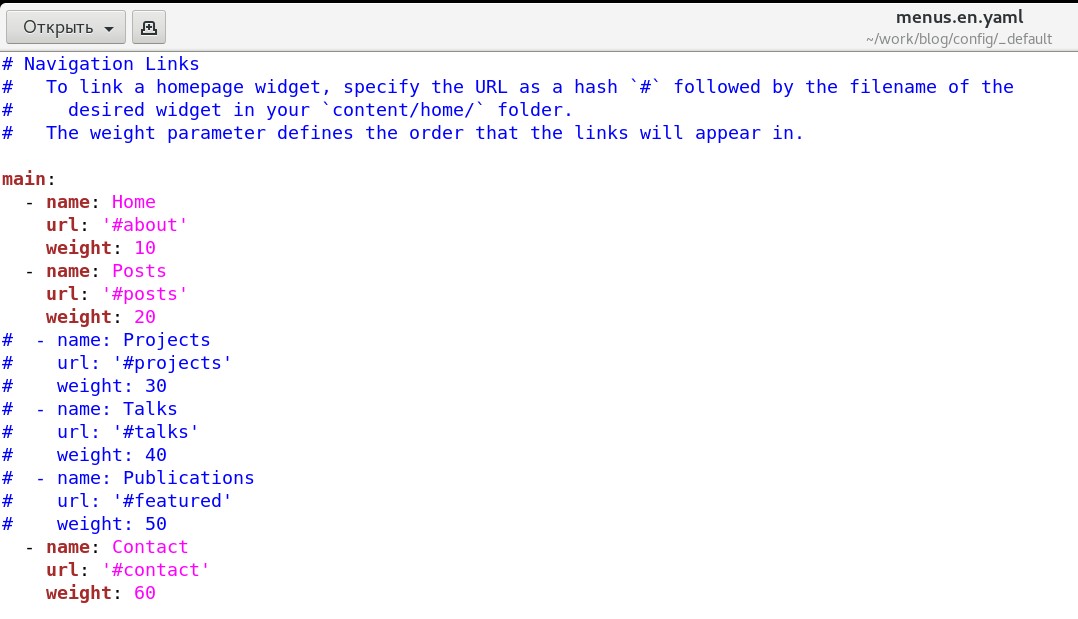 Открыть
menus.en.yaml
~/work/blog/config/_default
# Navigation Links
#   To link a homepage widget, specify the URL as a hash `#` followed by the filename of the
#     desired widget in your `content/home/` folder.
#   The weight parameter defines the order that the links will appear in.

main:
  - name: Home
    url: '#about'
    weight: 10
  - name: Posts
    url: '#posts'
    weight: 20
#  - name: Projects
#    url: '#projects'
#    weight: 30
#  - name: Talks
#    url: '#talks'
#    weight: 40
#  - name: Publications
#    url: '#featured'
#    weight: 50
  - name: Contact
    url: '#contact'
    weight: 60